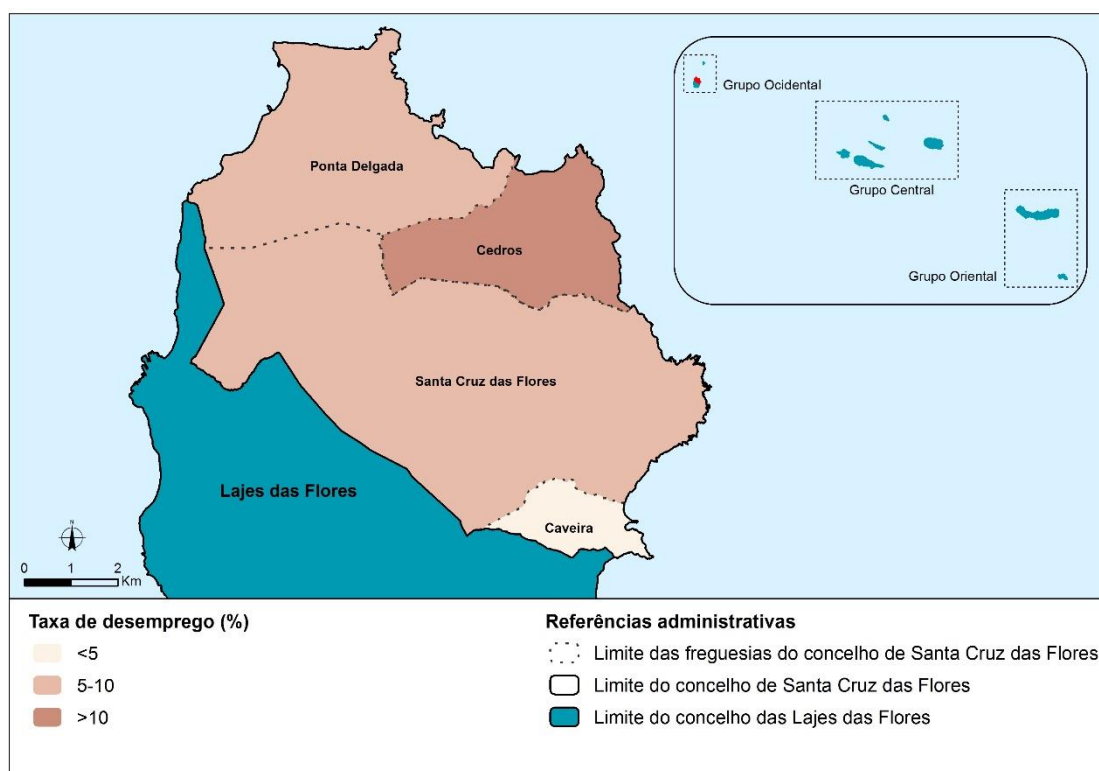 Ponta Delgada
Cedros
Santa Cruz das Flores
Lajes das Flores
Caveira
Grupo Ocidental
Grupo Central
Grupo Oriental
N
0 1 2
Km
Taxa de desemprego (%)
<5
5-10
>10
Referências administrativas
Limite das freguesias do concelho de Santa Cruz das Flores
Limite do concelho de Santa Cruz das Flores
Limite do concelho das Lajes das Flores